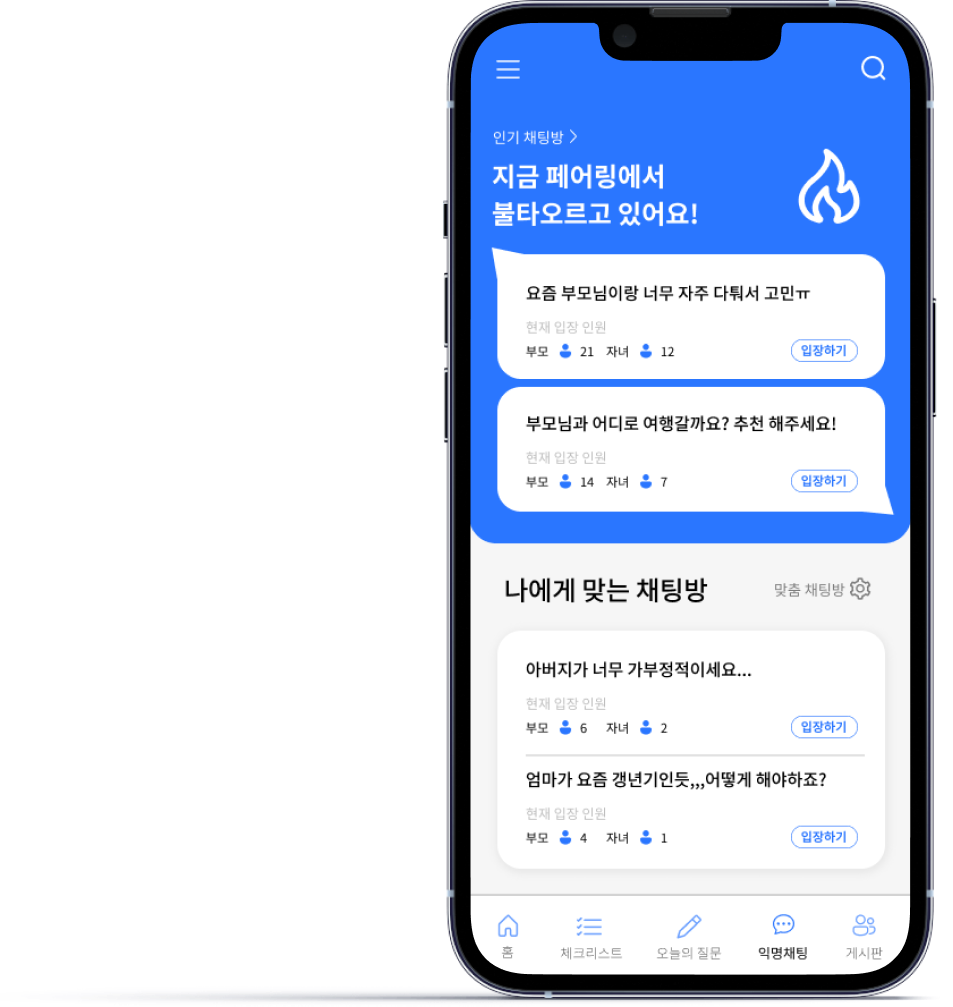 인기 채팅방 >
지금 페어링에서
불타오르고 있어요!
요즘 부모님이랑 너무 자주 다퉈서 고민ㅠ
현재 입장 인원
부모 21 자녀 12 입장하기
부모님과 어디로 여행갈까요? 추천 해주세요!
현재 입장 인원
부모 14 자녀 7 입장하기
나에게 맞는 채팅방 맞춤 채팅방
아버지가 너무 가부정적이세요...
현재 입장 인원
부모 6 자녀 2 입장하기
엄마가 요즘 갱년기인듯,,,어떻게 해야하죠?
현재 입장 인원
부모 4 자녀 1 입장하기
홈 체크리스트 오늘의 질문 익명채팅 게시판